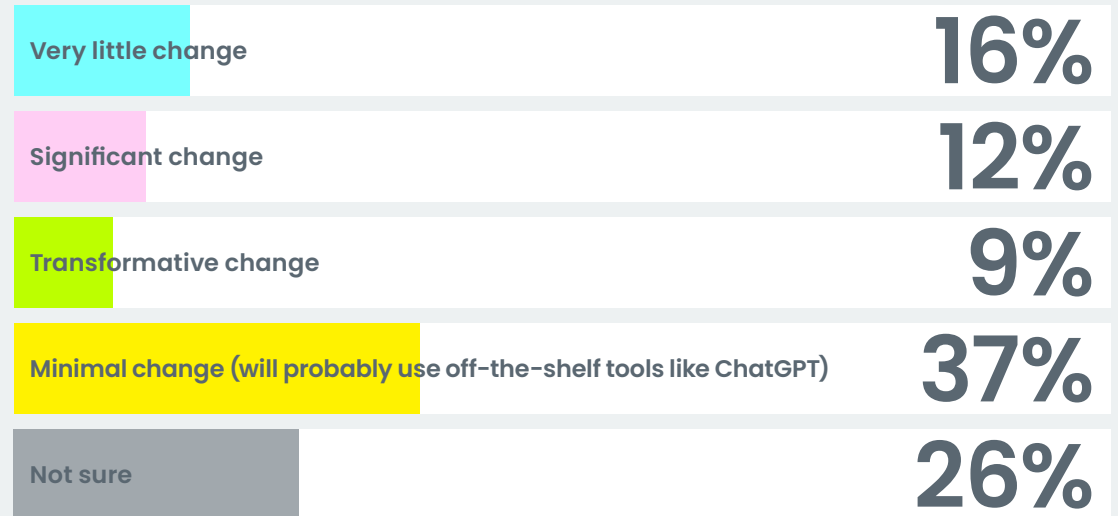 Very little change 16%
Significant change 12%
Transformative change 9%
Minimal change (will probably use off-the-shelf tools like ChatGPT) 37%
Not sure 26%